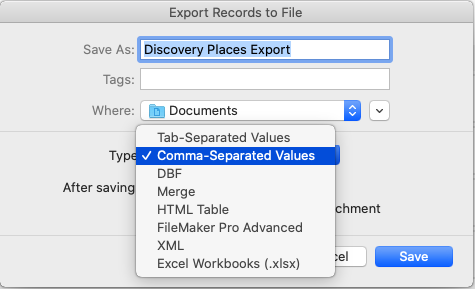 Export Records to File
Save As: Discovery Places Export
Tags:
Where: Documents
Tab-Separated Values
Type ✓ Comma-Separated Values
DBF
After saving
Merge
HTML Table
chment
FileMaker Pro Advanced
XML
Excel Workbooks (.xlsx)
cel Save